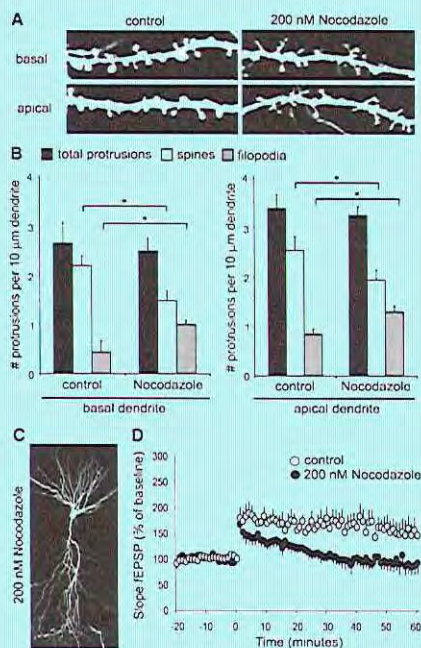 A
control
200 nM Nocodazole
basal
apical
B
total protrusions
spines
filopodia
# protrusions per 10 µm dendrite
4
3
2
1
0
*
*
control
Nocodazole
basal dendrite
# protrusions per 10 µm dendrite
4
3
2
1
0
*
*
control
Nocodazole
apical dendrite
C
200 nM Nocodazole
D
control
200 nM Nocodazole
Slope fEPSP (% of baseline)
300
250
200
150
100
50
0
-20 -10 0 10 20 30 40 50 60
Time (minutes)